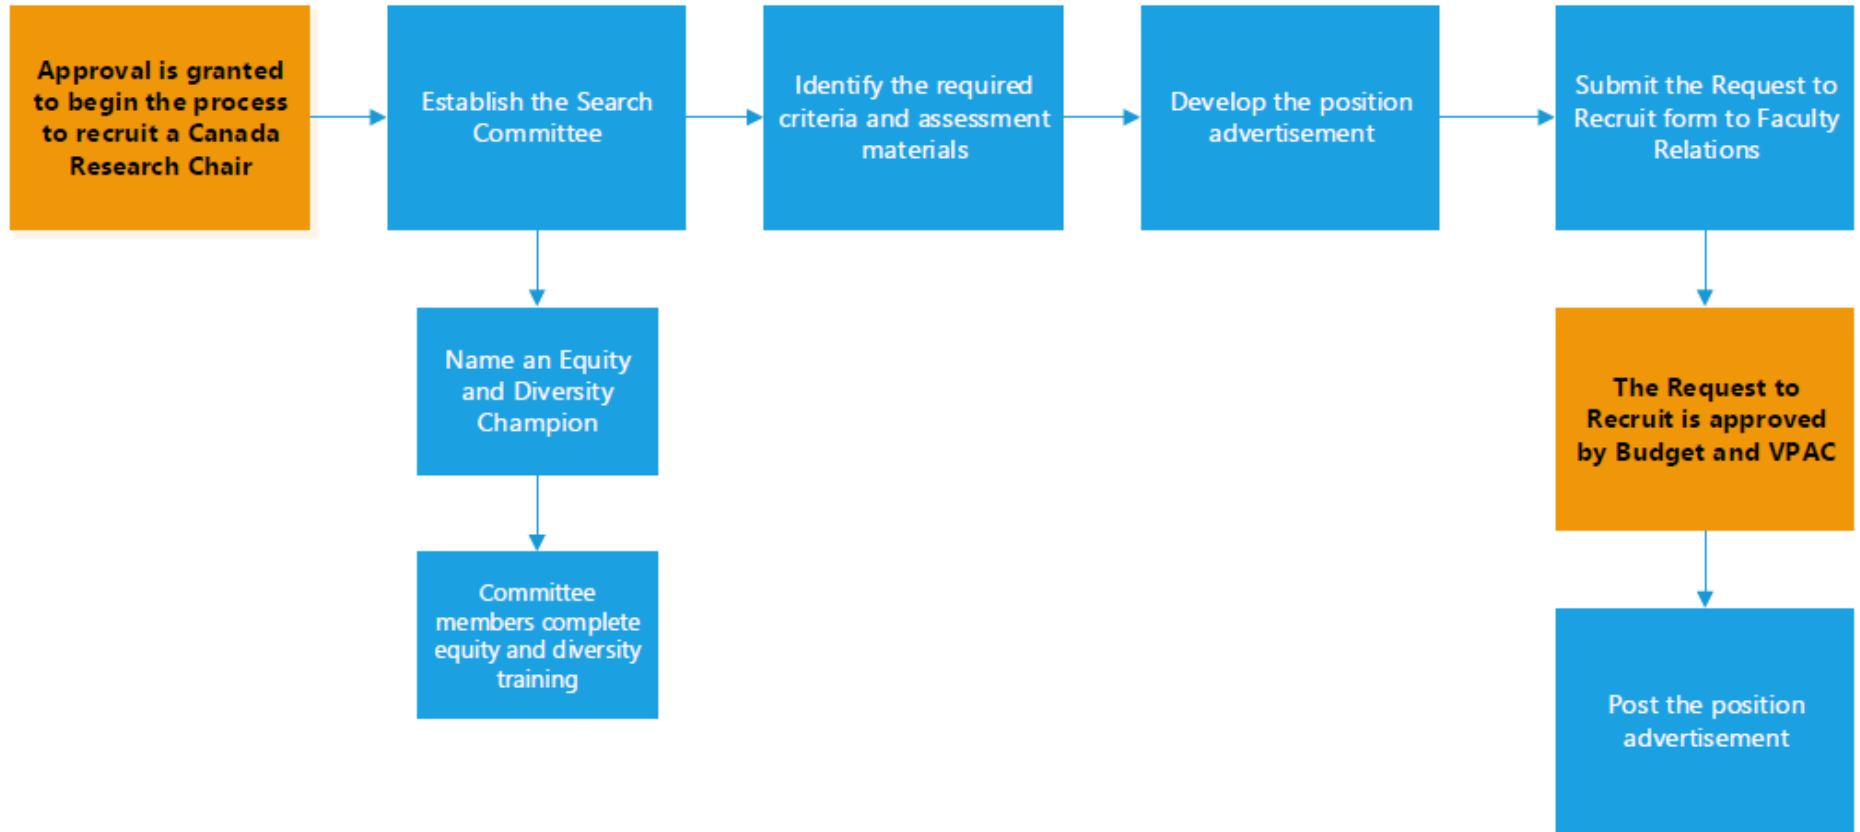 Approval is granted
to begin the process
to recruit a Canada
Research Chair
Establish the Search
Committee
Identify the required
criteria and assessment
materials
Develop the position
advertisement
Submit the Request to
Recruit form to Faculty
Relations
Name an Equity
and Diversity
Champion
The Request to
Recruit is approved
by Budget and VPAC
Committee
members complete
equity and diversity
training
Post the position
advertisement